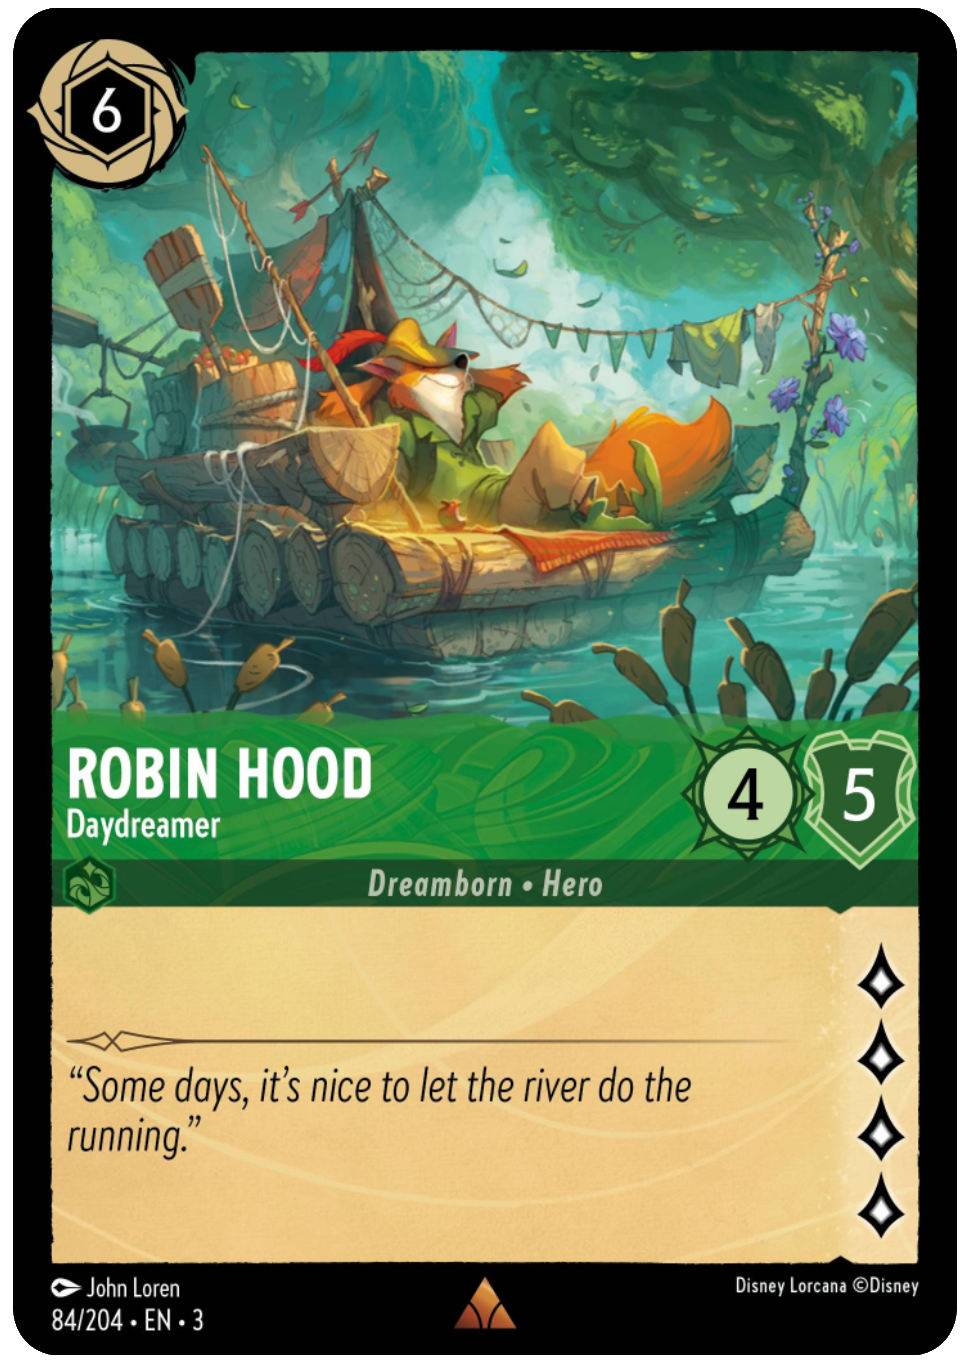 6
ROBIN HOOD
Daydreamer
4
5
Dreamborn • Hero
“Some days, it’s nice to let the river do the
running.”
John Loren
84/204 • EN • 3
Disney Lorcana ©Disney